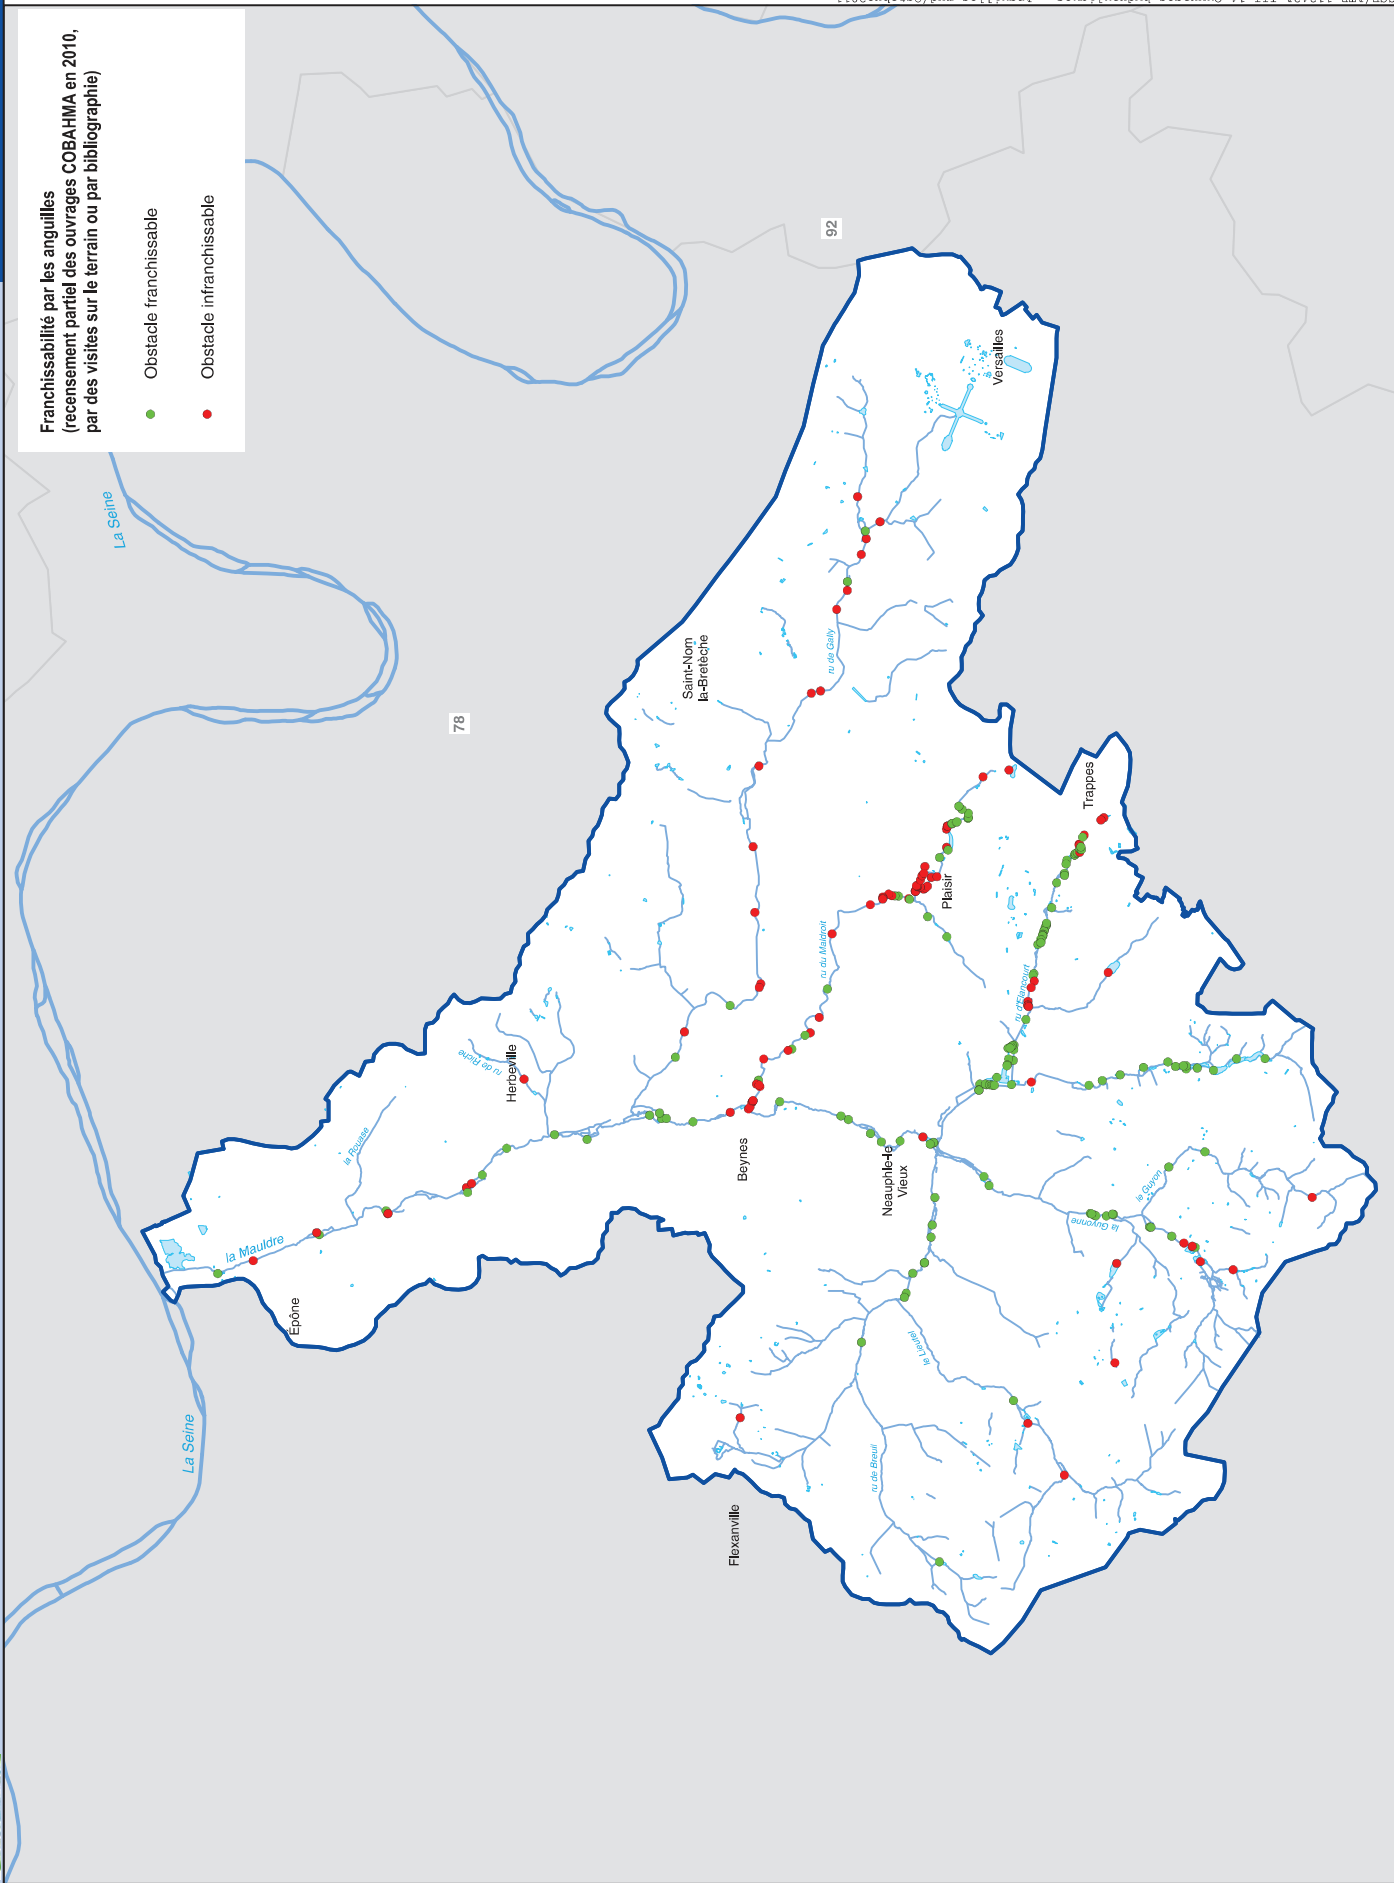 Franchissabilité par les anguilles
(recensement partiel des ouvrages COBAHMA en 2010,
par des visites sur le terrain ou par bibliographie)
Obstacle franchissable
Obstacle infranchissable
La Seine
78
92
Versailles
Saint-Nom
la-Bretèche
ru de Gally
Trappes
Plaisir
ru du Maldroit
ru d'Elancourt
Herbeville
ru de Riche
la Rouase
Beynes
Neauphle-le
Vieux
le Guyon
la Guyonne
la Mauldre
Épône
le Lieutel
La Seine
ru de Breuil
Flexanville